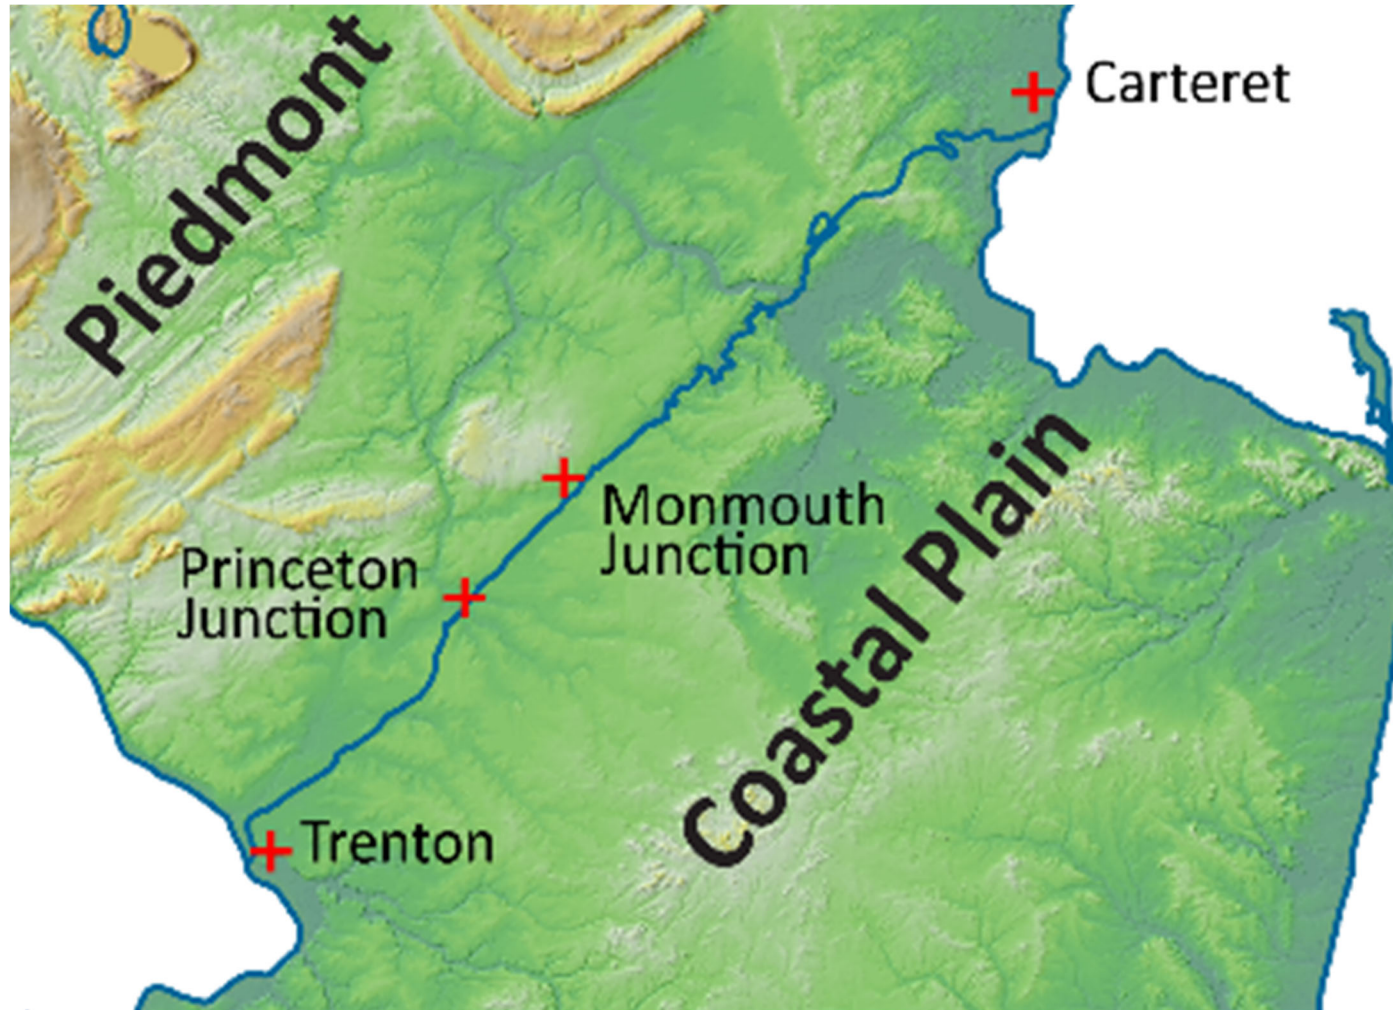 Piedmont
Carteret
Monmouth
Junction
Princeton
Junction
Coastal Plain
Trenton